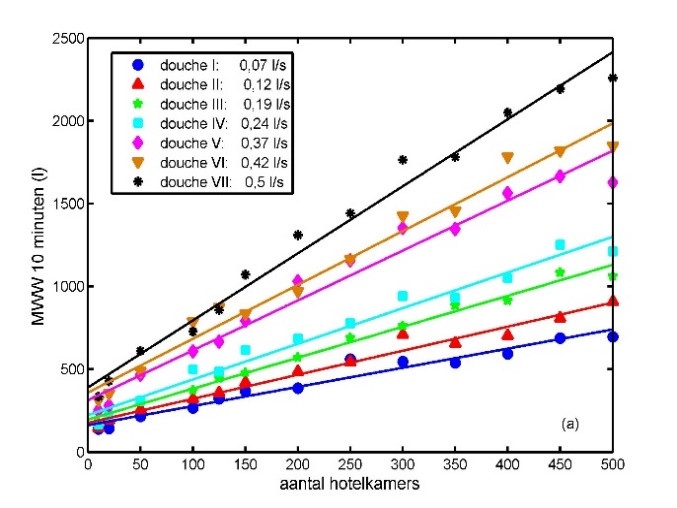 2500
2000
1500
1000
500
0
MWW 10 minuten (l)
douche I: 0,07 l/s
douche II: 0,12 l/s
douche III: 0,19 l/s
douche IV: 0,24 l/s
douche V: 0,37 l/s
douche VI: 0,42 l/s
douche VII: 0,5 l/s
(a)
0 50 100 150 200 250 300 350 400 450 500
aantal hotelkamers